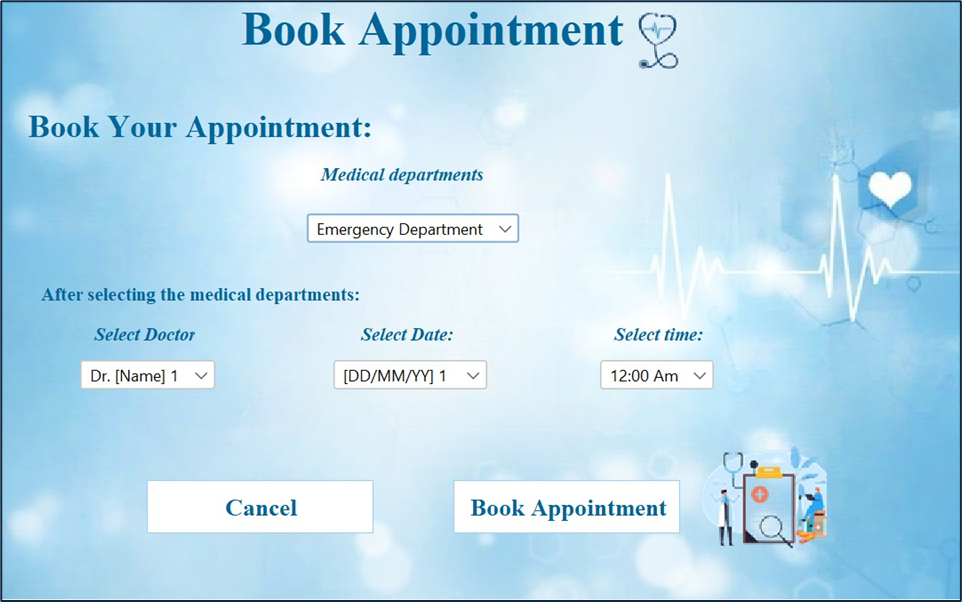 Book Appointment
Book Your Appointment:
Medical departments
Emergency Department
After selecting the medical departments:
Select Doctor Select Date: Select time:
Dr. [Name] 1 [DD/MM/YY] 1 12:00 Am
Cancel Book Appointment